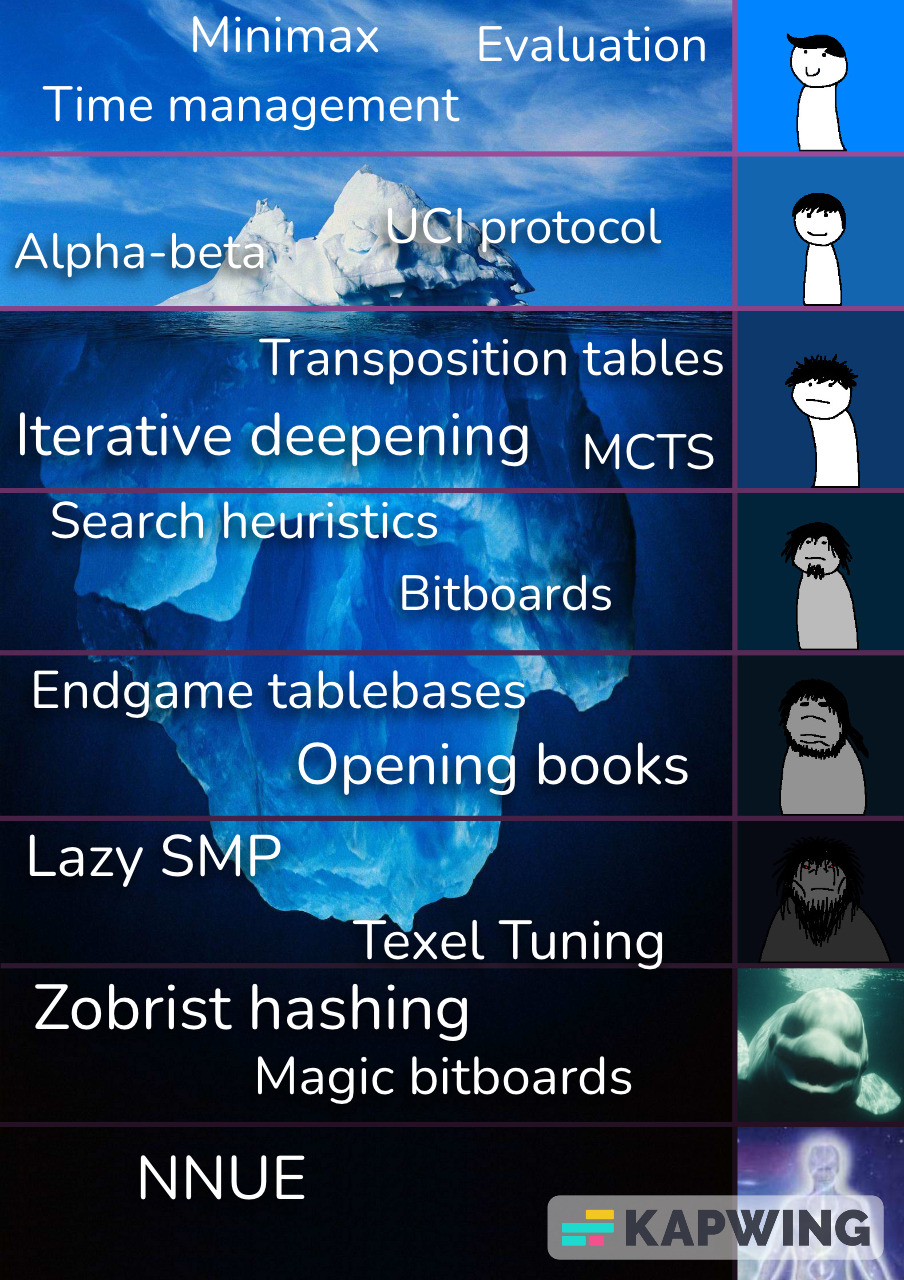 Minimax
Evaluation
Time management
UCI protocol
Alpha-beta
Transposition tables
Iterative deepening
MCTS
Search heuristics
Bitboards
Endgame tablebases
Opening books
Lazy SMP
Texel Tuning
Zobrist hashing
Magic bitboards
NNUE
KAPWING